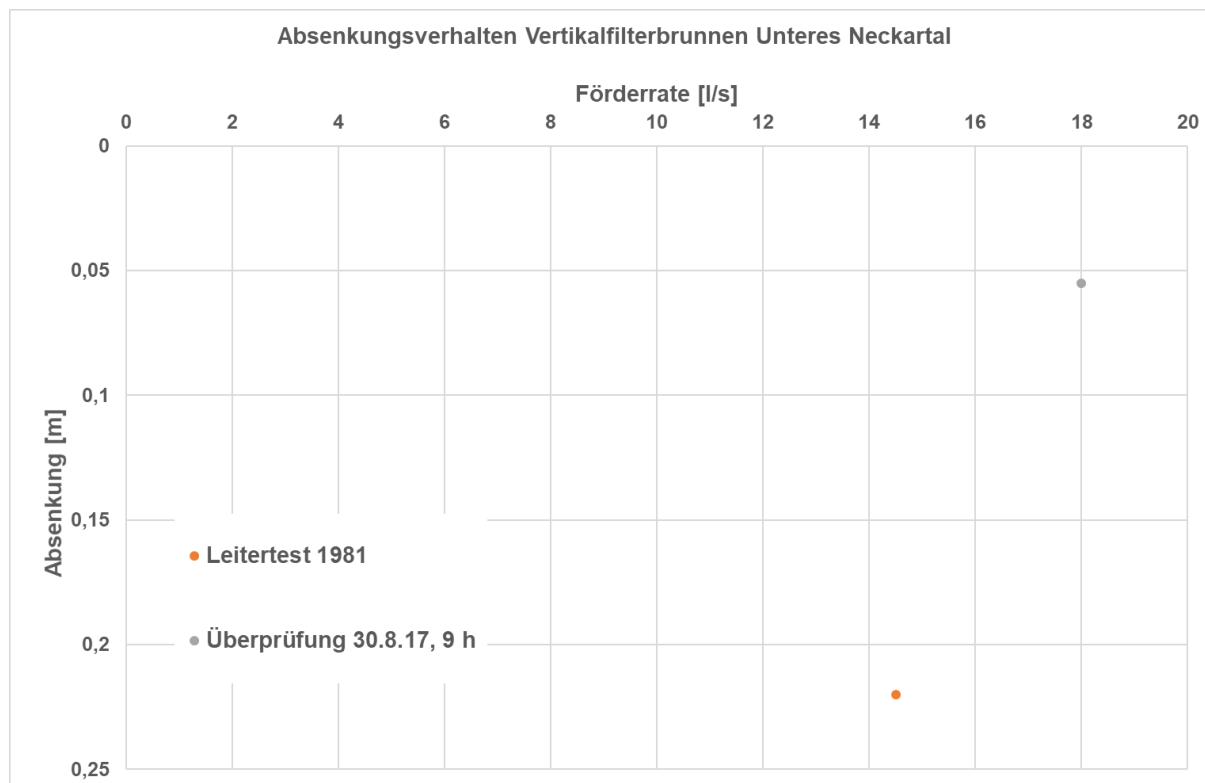 Absenkungsverhalten Vertikalfilterbrunnen Unteres Neckartal
Förderrate [l/s]
0 2 4 6 8 10 12 14 16 18 20
0
0,05
0,1
0,15
0,2
0,25
Absenkung [m]
Leitertest 1981
Überprüfung 30.8.17, 9 h